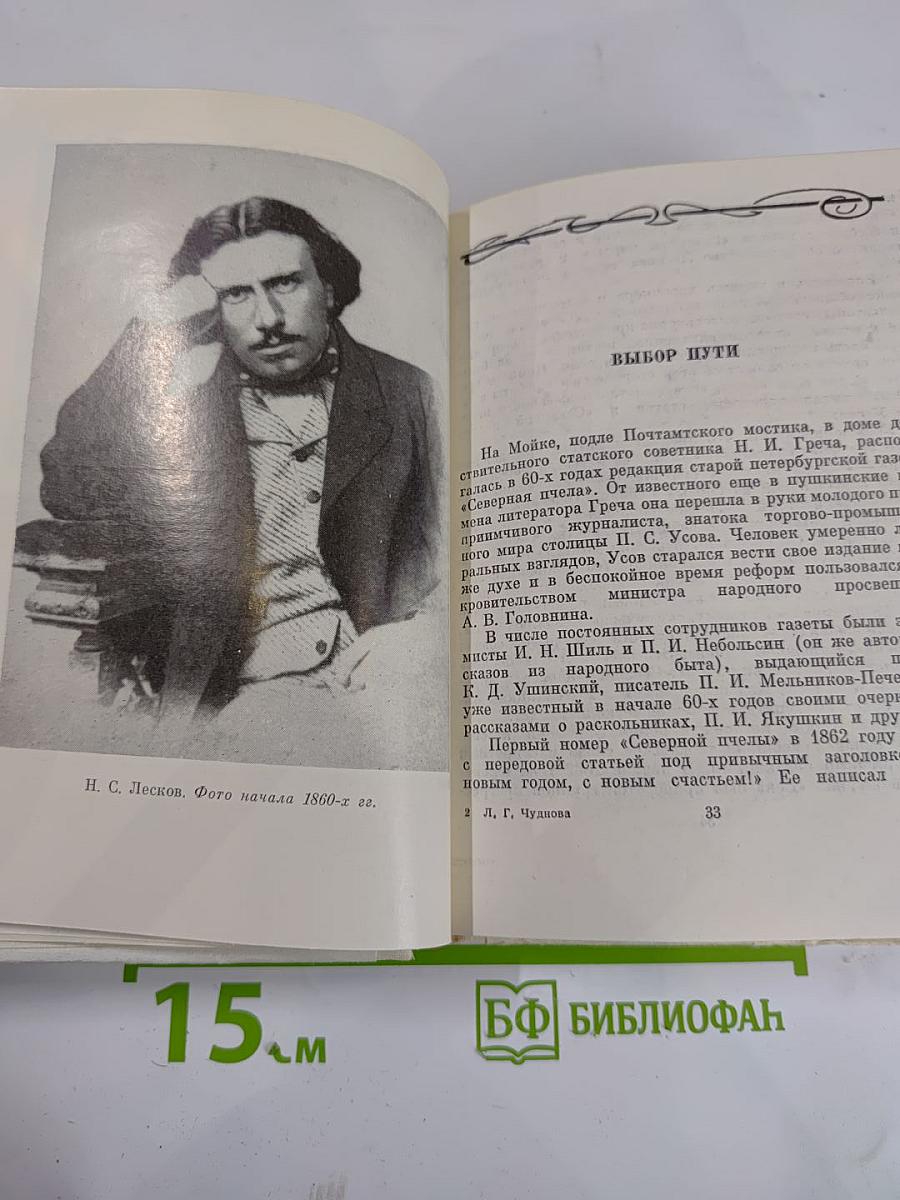 Н. С. Лесков. Фото начала 1860-х гг.
ВЫБОР ПУТИ
На Мойке, подле Почтамтского мостика, в доме д
ствительного статского советника Н. И. Греча, распо
галась в 60-х годах редакция старой петербургской газе
«Северная пчела». От известного еще в пушкинские
мена литератора Греча она перешла в руки молодого п
приимчивого журналиста, знатока торгово-промыш
ного мира столицы П. С. Усова. Человек умеренно л
ральных взглядов, Усов старался вести свое издание
же духе и в беспокойное время реформ пользовался
кровительством министра народного просвещ
А. В. Головнина.
В числе постоянных сотрудников газеты были э
мисты И. Н. Шиль и П. И. Небольсин (он же авто
сказов из народного быта), выдающийся п
К. Д. Ушинский, писатель П. И. Мельников-Пече
уже известный в начале 60-х годов своими очер
рассказами о раскольниках, П. И. Якушкин и дру
Первый номер «Северной пчелы» в 1862 году
с передовой статьей под привычным заголовко
новым годом, с новым счастьем!» Ее написал
2 Л. Г. Чуднова
33
15 см
БФ БИБЛИОФАН